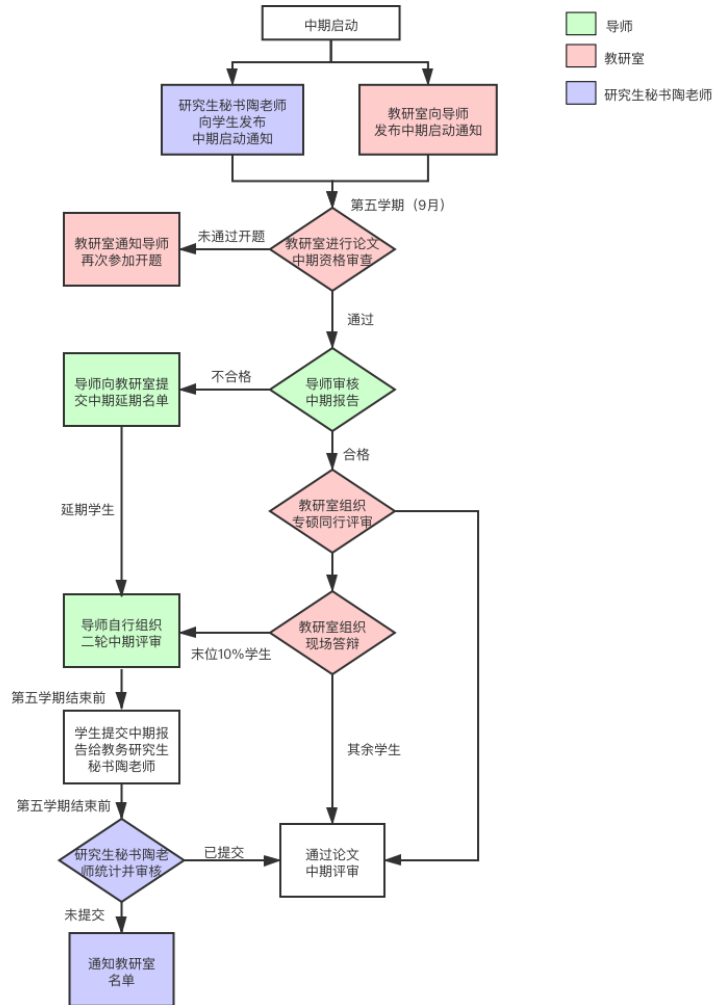 中期启动
导师
教研室
研究生秘书陶老师
研究生秘书陶老师
向学生发布
中期启动通知
教研室向导师
发布中期启动通知
第五学期（9月）
教研室进行论文
中期资格审查
未通过开题
教研室通知导师
再次参加开题
通过
导师审核
中期报告
不合格
导师向教研室提
交中期延期名单
合格
教研室组织
专硕同行评审
延期学生
教研室组织
现场答辩
末位10%学生
导师自行组织
二轮中期评审
第五学期结束前
学生提交中期报
告给教务研究生
秘书陶老师
其余学生
第五学期结束前
研究生秘书陶老
师统计并审核
已提交
通过论文
中期评审
未提交
通知教研室
名单